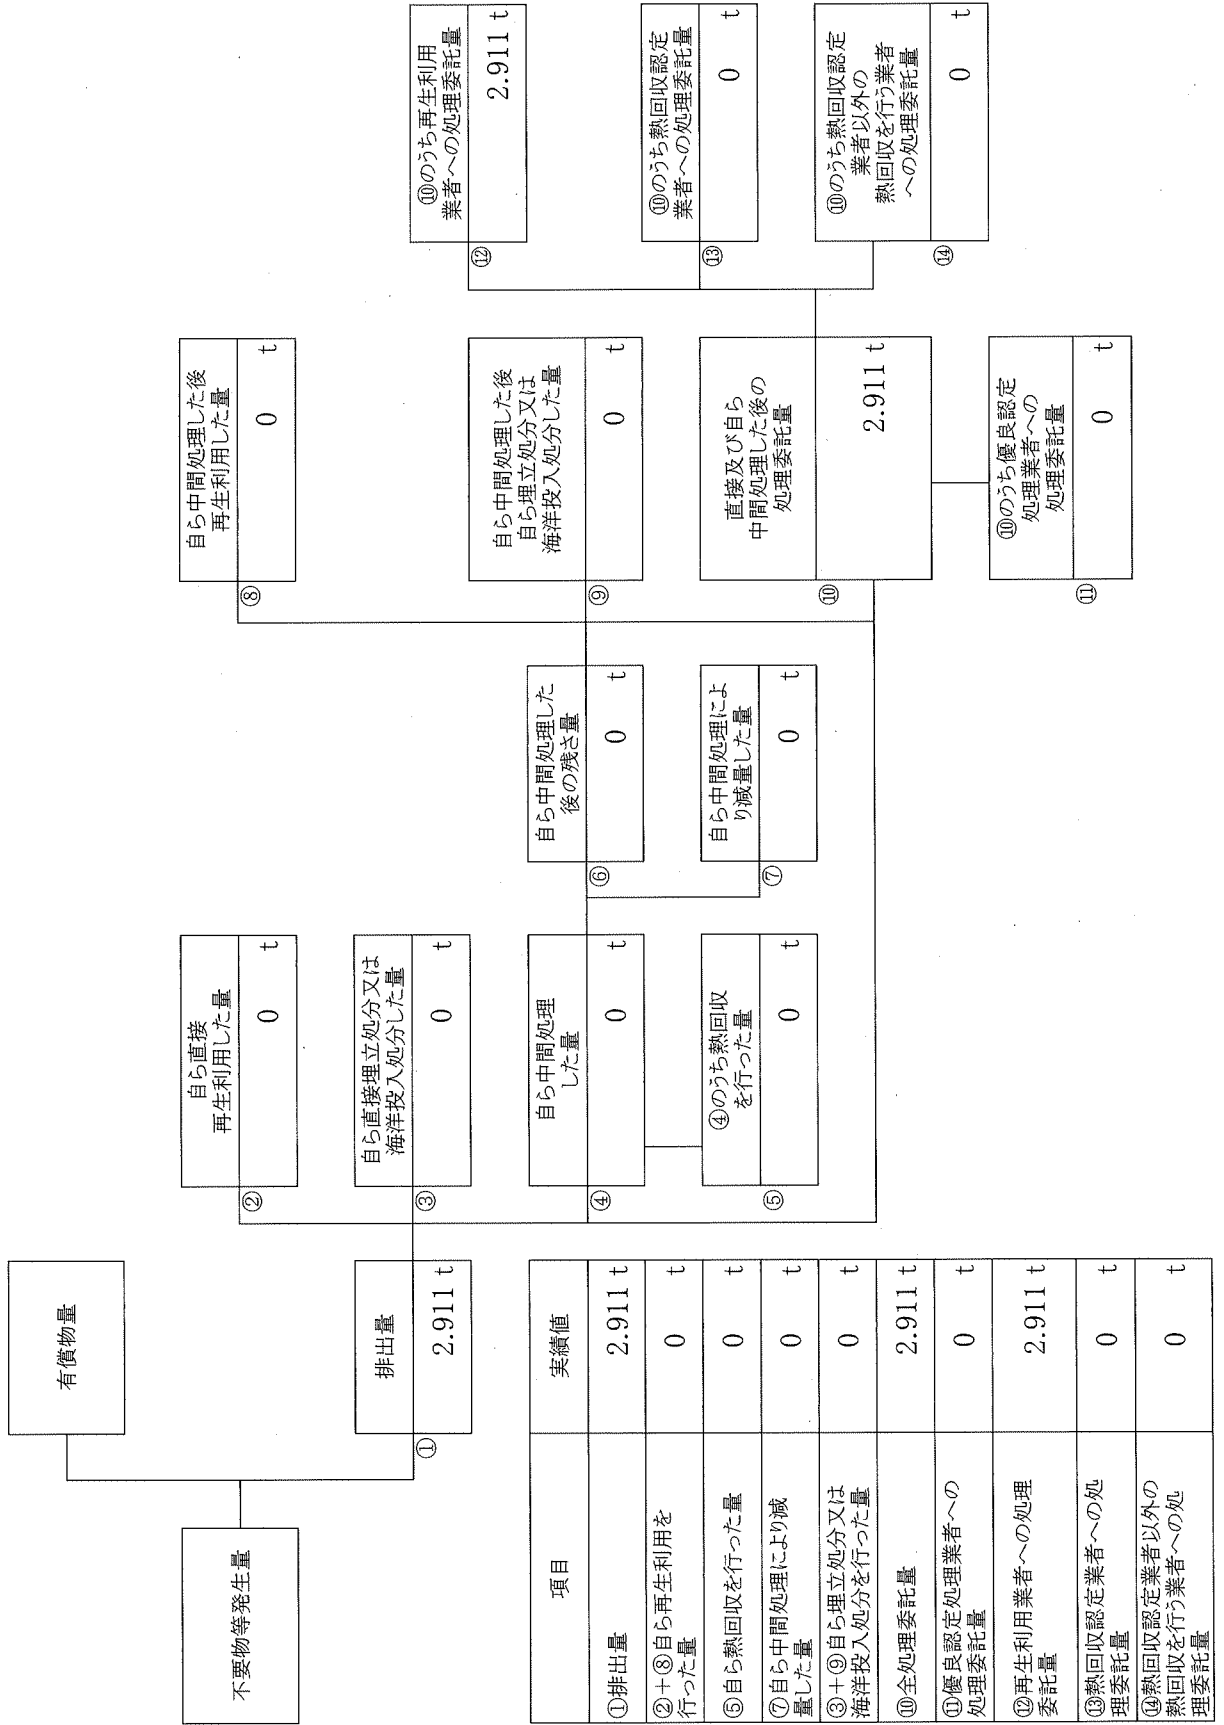 不要物等発生量
有償物量
①
排出量
2.911 t
②
自ら直接
再生利用した量
0 t
③
自ら直接埋立処分又は
海洋投入処分した量
0 t
④
自ら中間処理
した量
0 t
⑤
④のうち熱回収
を行った量
0 t
⑥
自ら中間処理した
後の残さ量
0 t
⑦
自ら中間処理によ
り減量した量
0 t
⑧
自ら中間処理した後
再生利用した量
0 t
⑨
自ら中間処理した後
自ら埋立処分又は
海洋投入処分した量
0 t
⑩
直接及び自ら
中間処理した後の
処理委託量
2.911 t
⑪
⑩のうち優良認定
処理業者への
処理委託量
0 t
⑫
⑩のうち再生利用
業者への処理委託量
2.911 t
⑬
⑩のうち熱回収認定
業者への処理委託量
0 t
⑭
⑩のうち熱回収認定
業者以外の
熱回収を行う業者
への処理委託量
0 t
項目 実績値
①排出量 2.911 t
②+⑧自ら再生利用を
行った量 0 t
⑤自ら熱回収を行った量 0 t
⑦自ら中間処理により減
量した量 0 t
③+⑨自ら埋立処分又は
海洋投入処分を行った量 0 t
⑩全処理委託量 2.911 t
⑪優良認定処理業者への
処理委託量 0 t
⑫再生利用業者への処理
委託量 2.911 t
⑬熱回収認定業者への処
理委託量 0 t
⑭熱回収認定業者以外の
熱回収を行う業者への処
理委託量 0 t